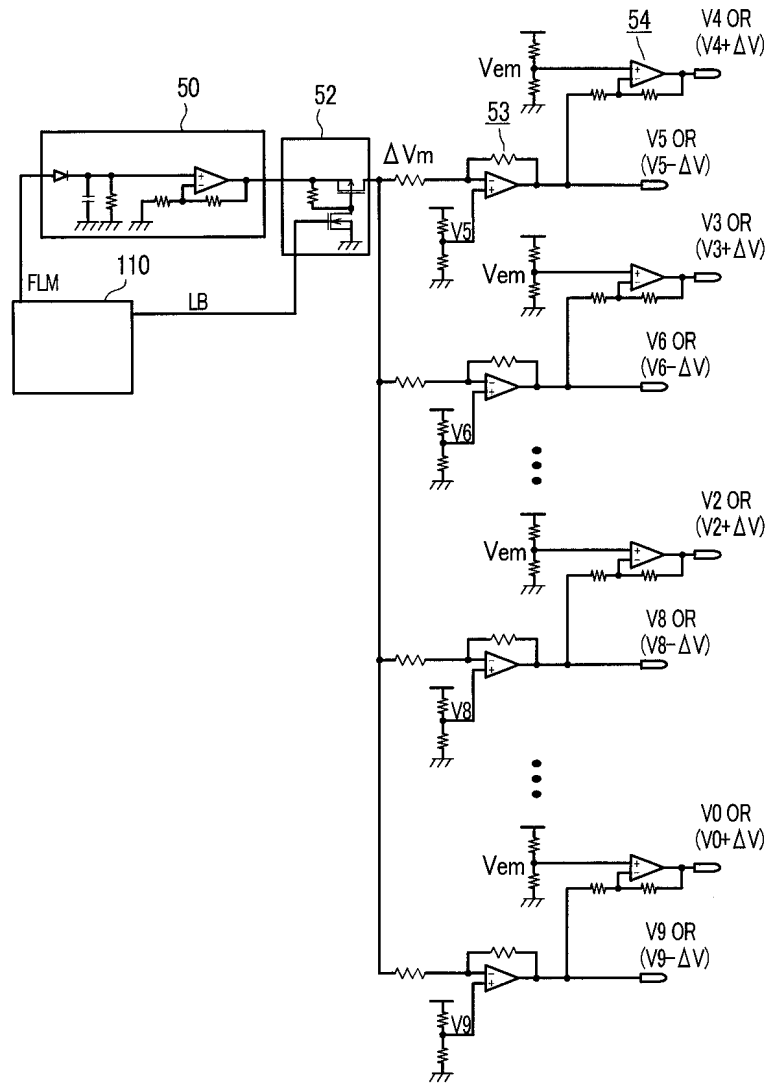 V4 OR
(V4+ΔV)
54
Vem
50
52
53
ΔVm
V5 OR
(V5−ΔV)
V5
V3 OR
(V3+ΔV)
Vem
FLM
110
LB
V6 OR
(V6−ΔV)
V6
V2 OR
(V2+ΔV)
Vem
V8 OR
(V8−ΔV)
V8
V0 OR
(V0+ΔV)
Vem
V9 OR
(V9−ΔV)
V9